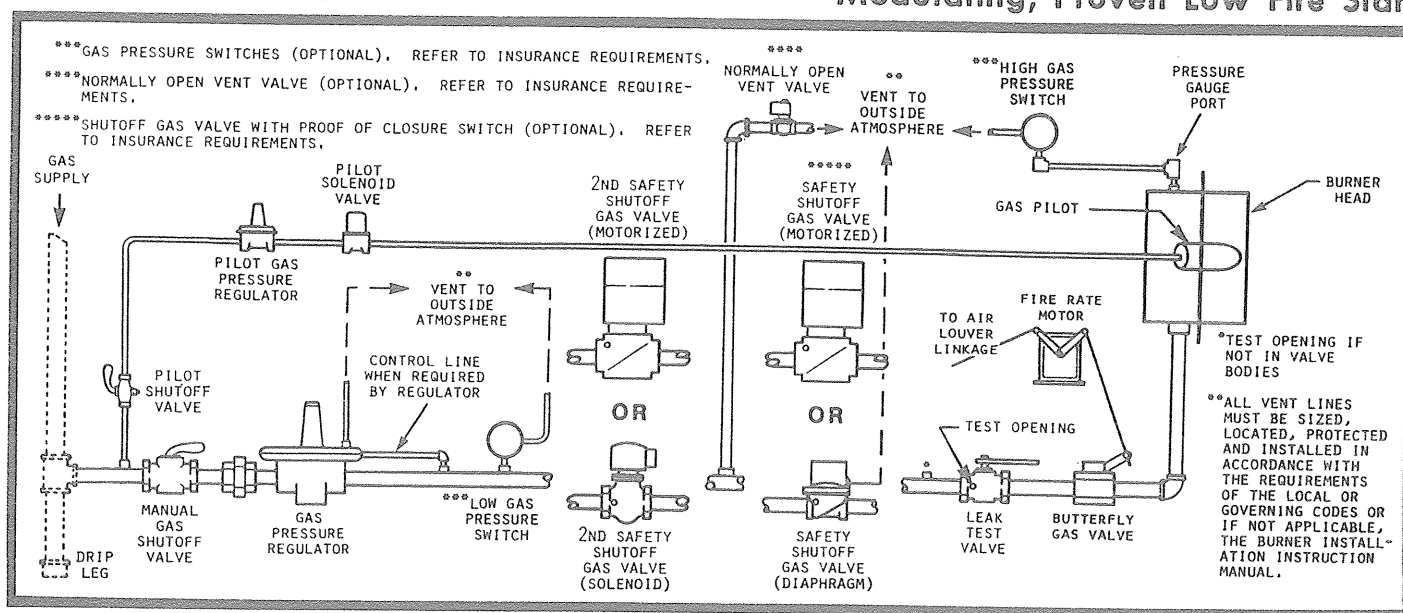 Modulating, Proven Low Fire Star
***GAS PRESSURE SWITCHES (OPTIONAL). REFER TO INSURANCE REQUIREMENTS.
****NORMALLY OPEN VENT VALVE (OPTIONAL). REFER TO INSURANCE REQUIRE-
MENTS.
*****SHUTOFF GAS VALVE WITH PROOF OF CLOSURE SWITCH (OPTIONAL). REFER
TO INSURANCE REQUIREMENTS.
****
NORMALLY OPEN
VENT VALVE
**
VENT TO
OUTSIDE
ATMOSPHERE
***HIGH GAS
PRESSURE
SWITCH
PRESSURE
GAUGE
PORT
BURNER
HEAD
GAS PILOT
GAS
SUPPLY
PILOT
SOLENOID
VALVE
2ND SAFETY
SHUTOFF
GAS VALVE
(MOTORIZED)
*****
SAFETY
SHUTOFF
GAS VALVE
(MOTORIZED)
PILOT GAS
PRESSURE
REGULATOR
**
VENT TO
OUTSIDE
ATMOSPHERE
FIRE RATE
MOTOR
TO AIR
LOUVER
LINKAGE
*TEST OPENING IF
NOT IN VALVE
BODIES
PILOT
SHUTOFF
VALVE
CONTROL LINE
WHEN REQUIRED
BY REGULATOR
OR
OR
**ALL VENT LINES
MUST BE SIZED,
LOCATED, PROTECTED
AND INSTALLED IN
ACCORDANCE WITH
THE REQUIREMENTS
OF THE LOCAL OR
GOVERNING CODES OR
IF NOT APPLICABLE,
THE BURNER INSTALL-
ATION INSTRUCTION
MANUAL.
TEST OPENING
*
DRIP
LEG
MANUAL
GAS
SHUTOFF
VALVE
GAS
PRESSURE
REGULATOR
***LOW GAS
PRESSURE
SWITCH
2ND SAFETY
SHUTOFF
GAS VALVE
(SOLENOID)
SAFETY
SHUTOFF
GAS VALVE
(DIAPHRAGM)
LEAK
TEST
VALVE
BUTTERFLY
GAS VALVE